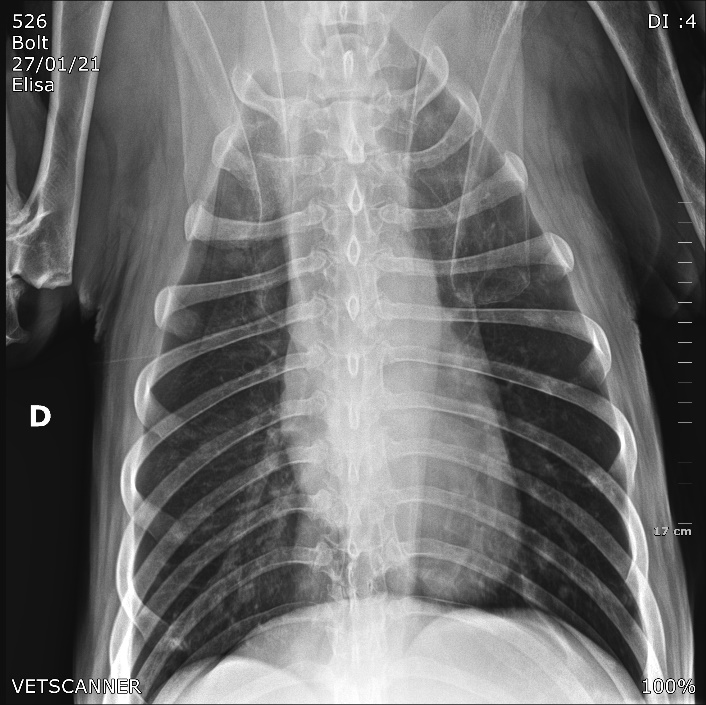 526
Bolt
27/01/21
Elisa
DI :4
D
17 cm
VETSCANNER
100%